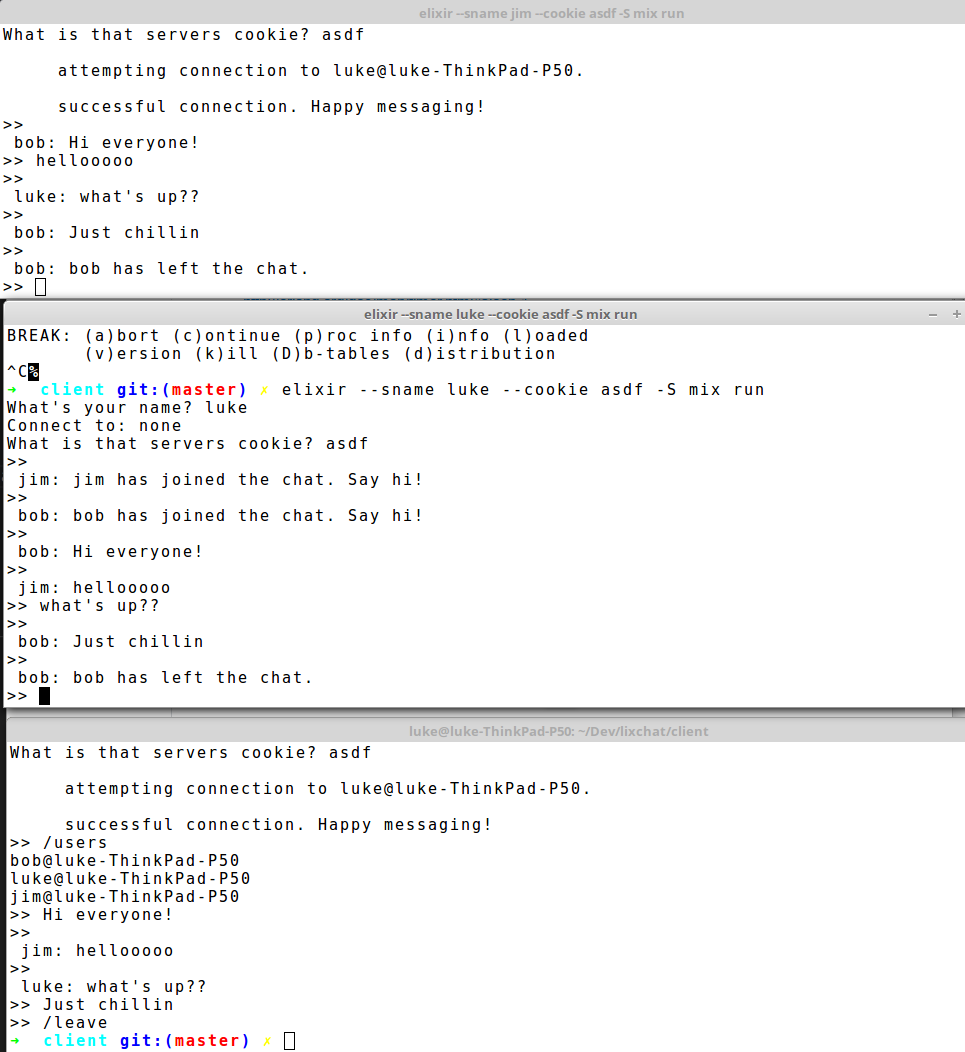 elixir --sname jim --cookie asdf -S mix run
What is that servers cookie? asdf
attempting connection to luke@luke-ThinkPad-P50.
successful connection. Happy messaging!
>>
bob: Hi everyone!
>> hellooooo
>>
luke: what's up??
>>
bob: Just chillin
>>
bob: bob has left the chat.
>>
elixir --sname luke --cookie asdf -S mix run
BREAK: (a)bort (c)ontinue (p)roc info (i)nfo (l)oaded
(v)ersion (k)ill (D)b-tables (d)istribution
^C%
➜ client git:(master) ✗ elixir --sname luke --cookie asdf -S mix run
What's your name? luke
Connect to: none
What is that servers cookie? asdf
>>
jim: jim has joined the chat. Say hi!
>>
bob: bob has joined the chat. Say hi!
>>
bob: Hi everyone!
>>
jim: hellooooo
>> what's up??
>>
bob: Just chillin
>>
bob: bob has left the chat.
>>
luke@luke-ThinkPad-P50: ~/Dev/lixchat/client
What is that servers cookie? asdf
attempting connection to luke@luke-ThinkPad-P50.
successful connection. Happy messaging!
>> /users
bob@luke-ThinkPad-P50
luke@luke-ThinkPad-P50
jim@luke-ThinkPad-P50
>> Hi everyone!
>>
jim: hellooooo
>>
luke: what's up??
>> Just chillin
>> /leave
➜ client git:(master) ✗